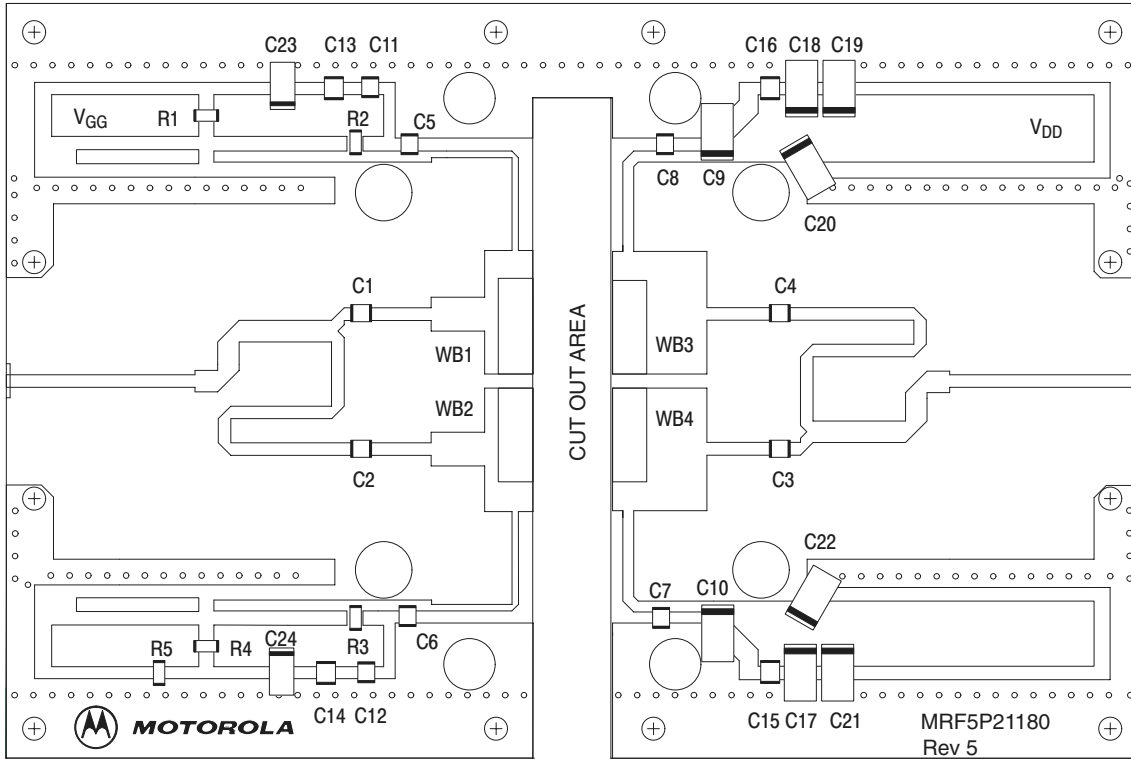 C23 C13 C11
C16 C18 C19
VGG R1 R2 C5
VDD
C8 C9
C20
C1
C4
WB1
WB3
CUT OUT AREA
WB2
WB4
C2
C3
C22
C7 C10
C6
R5 R4 C24 R3
C14 C12
C15 C17 C21
MOTOROLA
MRF5P21180
Rev 5